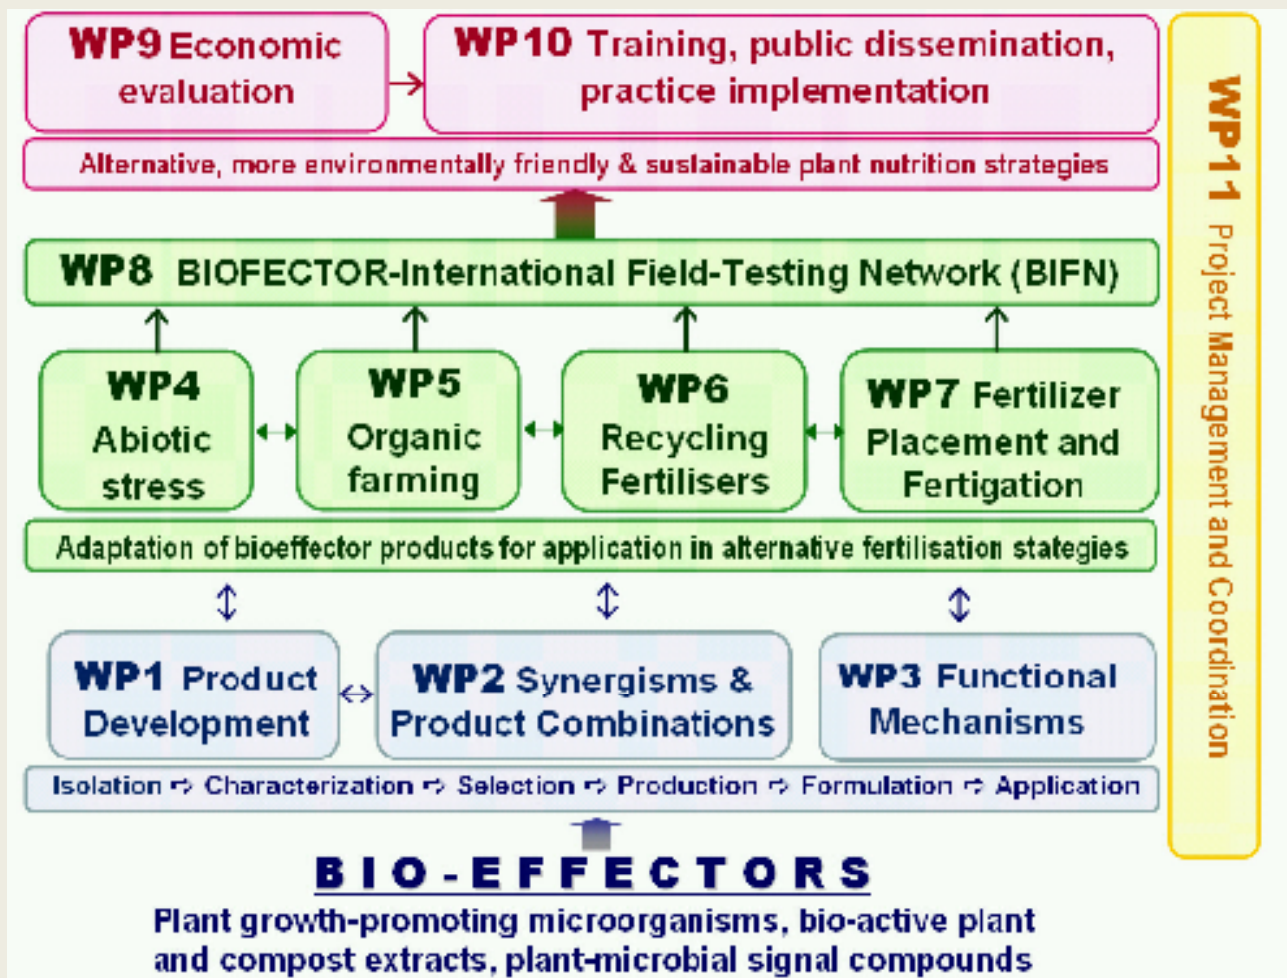 WP9 Economic
evaluation
WP10 Training, public dissemination,
practice implementation
Alternative, more environmentally friendly & sustainable plant nutrition strategies
WP8 BIOFECTOR-International Field-Testing Network (BIFN)
WP4
Abiotic
stress
WP5
Organic
farming
WP6
Recycling
Fertilisers
WP7 Fertilizer
Placement and
Fertigation
Adaptation of bioeffector products for application in alternative fertilisation stategies
WP1 Product
Development
WP2 Synergisms &
Product Combinations
WP3 Functional
Mechanisms
Isolation ➩ Characterization ➩ Selection ➩ Production ➩ Formulation ➩ Application
BIO-EFFECTORS
Plant growth-promoting microorganisms, bio-active plant
and compost extracts, plant-microbial signal compounds
WP11 Project Management and Coordination